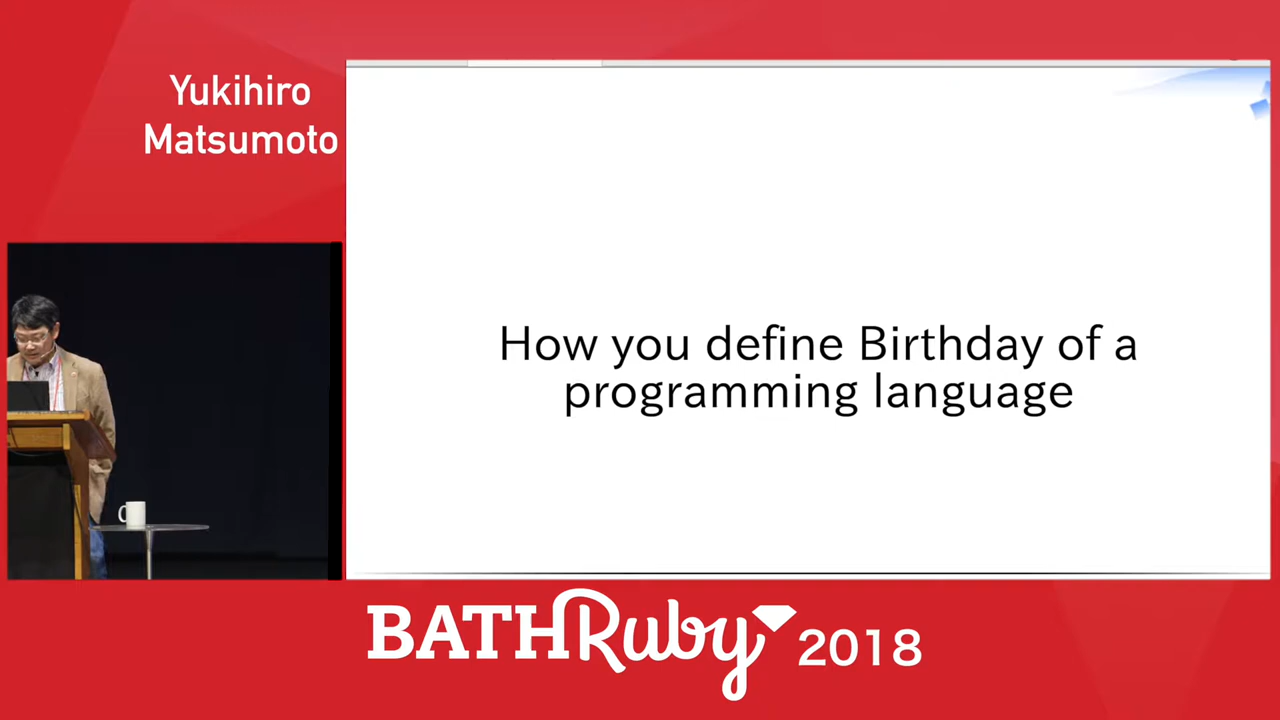 Yukihiro
Matsumoto
How you define Birthday of a
programming language
BATHRuby 2018